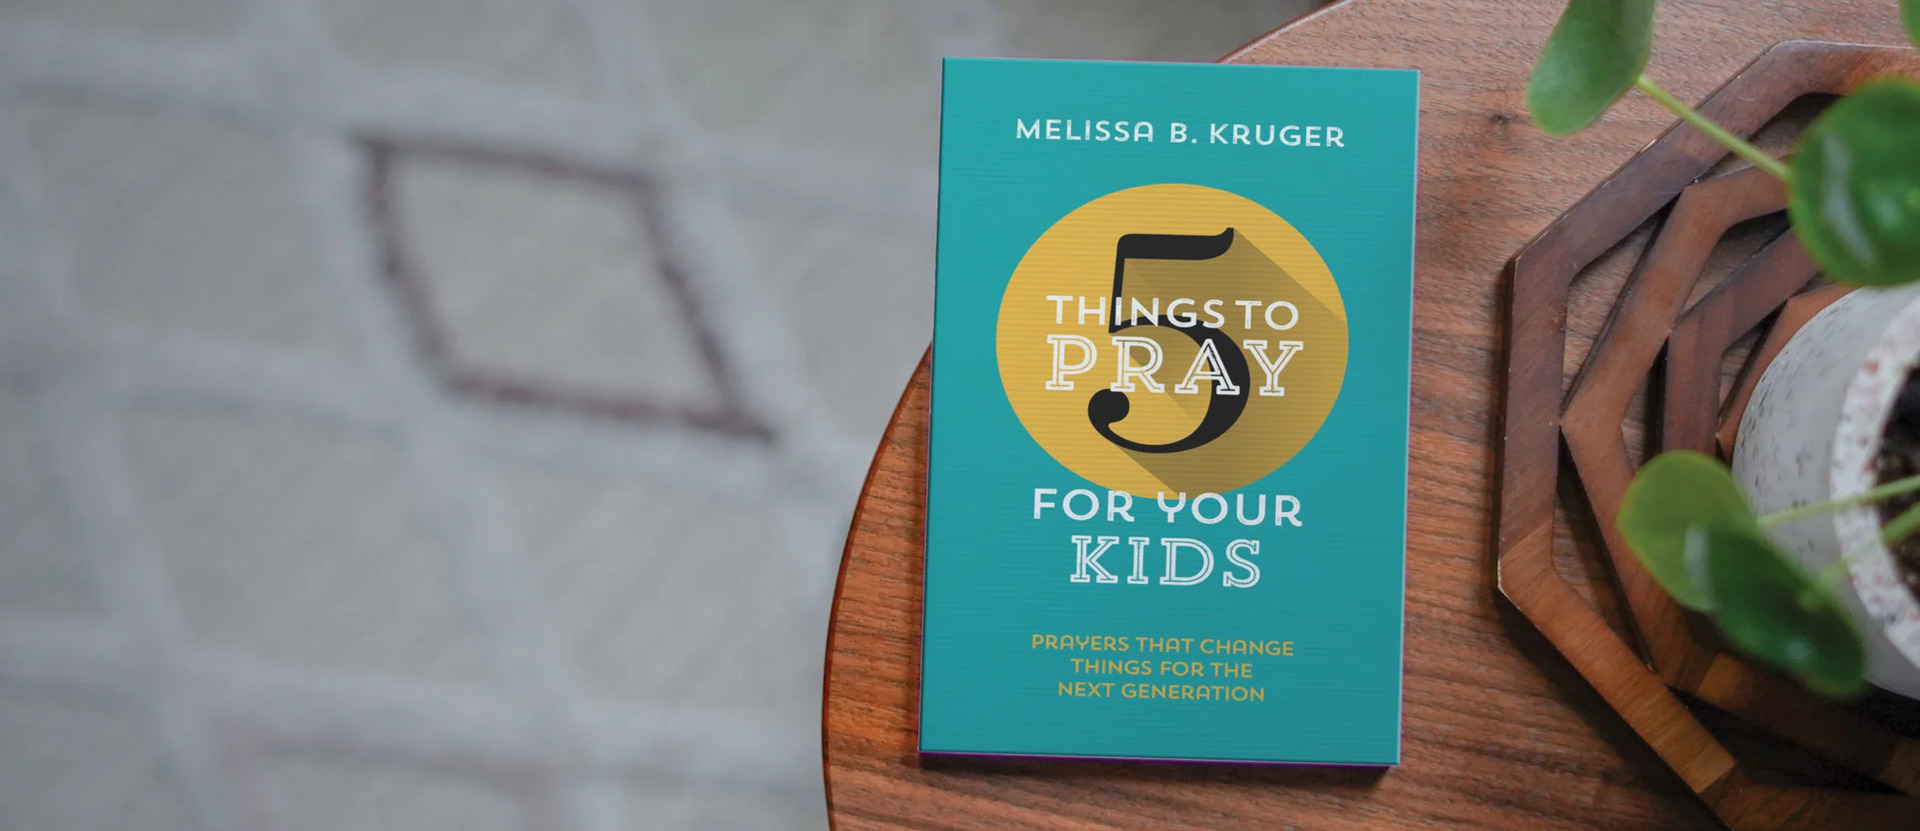 MELISSA B. KRUGER
5
THINGS TO
PRAY
FOR YOUR
KIDS
PRAYERS THAT CHANGE
THINGS FOR THE
NEXT GENERATION